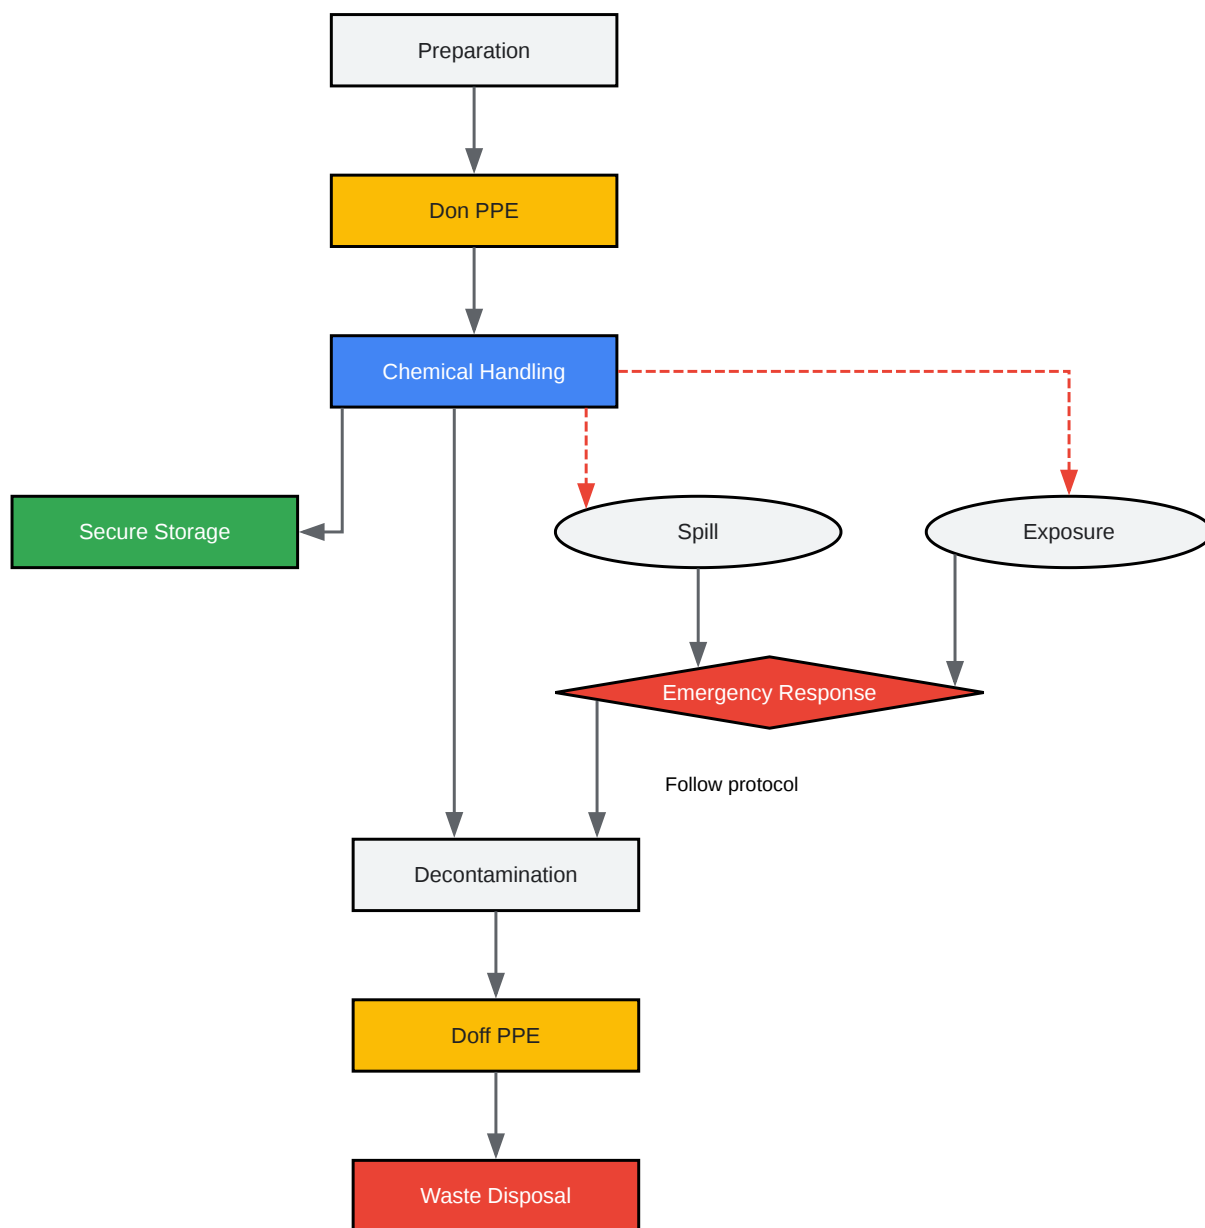 Preparation
Don PPE
Chemical Handling
Secure Storage
Spill
Exposure
Emergency Response
Follow protocol
Decontamination
Doff PPE
Waste Disposal